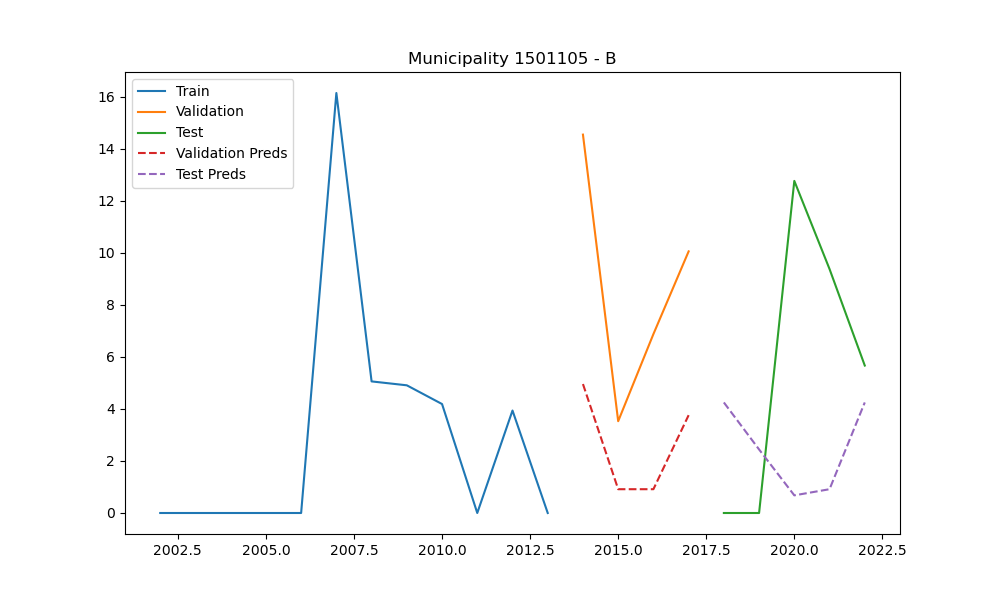 Municipality 1501105 - B
Train
Validation
Test
Validation Preds
Test Preds
16
14
12
10
8
6
4
2
0
2002.5 2005.0 2007.5 2010.0 2012.5 2015.0 2017.5 2020.0 2022.5